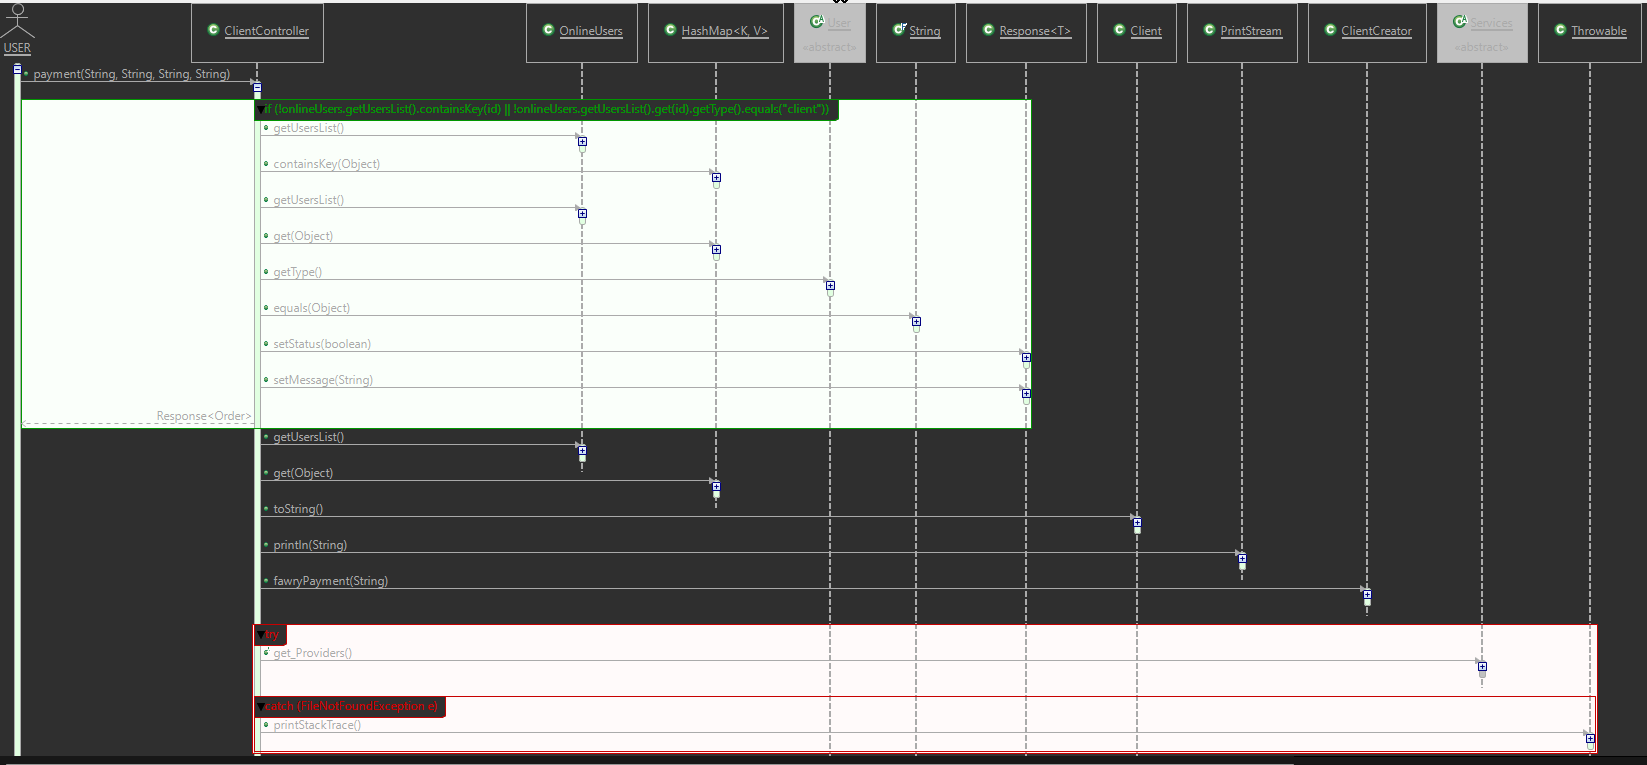 USER
ClientController
OnlineUsers
HashMap<K, V>
User
«abstract»
String
Response<T>
Client
PrintStream
ClientCreator
Services
«abstract»
Throwable
payment(String, String, String, String)
if (!onlineUsers.getUsersList().containsKey(id) || !onlineUsers.getUsersList().get(id).getType().equals("client"))
getUsersList()
containsKey(Object)
getUsersList()
get(Object)
getType()
equals(Object)
setStatus(boolean)
setMessage(String)
Response<Order>
getUsersList()
get(Object)
toString()
println(String)
fawryPayment(String)
try
get_Providers()
catch (FileNotFoundException e)
printStackTrace()